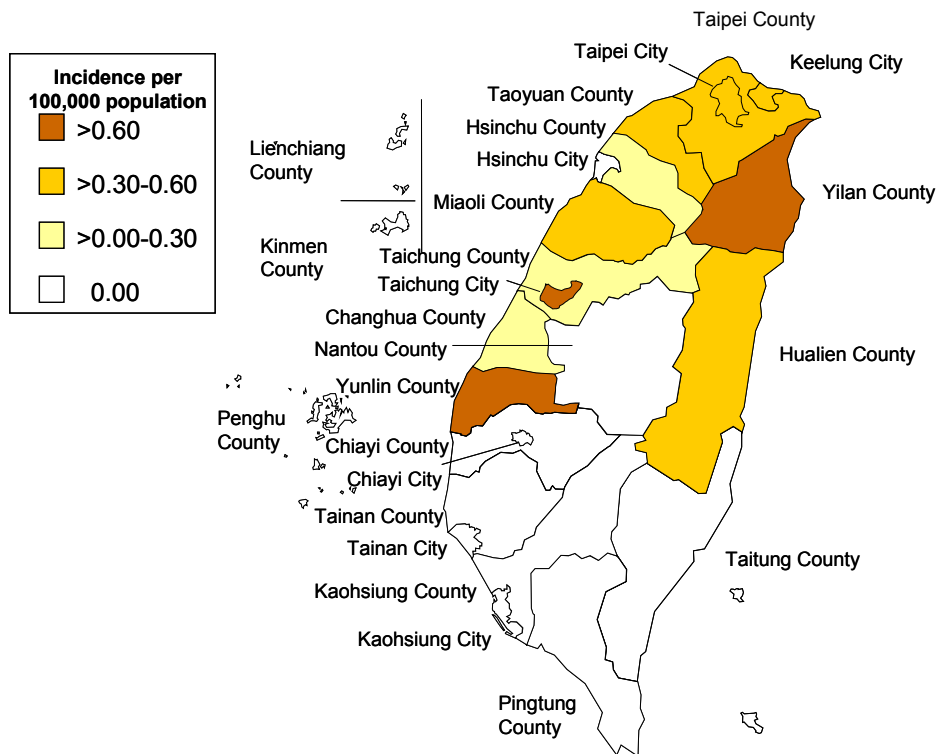 Incidence per
100,000 population
>0.60
>0.30-0.60
>0.00-0.30
0.00
Taipei County
Taipei City
Keelung City
Taoyuan County
Hsinchu County
Hsinchu City
Lienchiang
County
Miaoli County
Yilan County
Kinmen
County
Taichung County
Taichung City
Changhua County
Nantou County
Hualien County
Yunlin County
Penghu
County
Chiayi County
Chiayi City
Tainan County
Tainan City
Taitung County
Kaohsiung County
Kaohsiung City
Pingtung
County